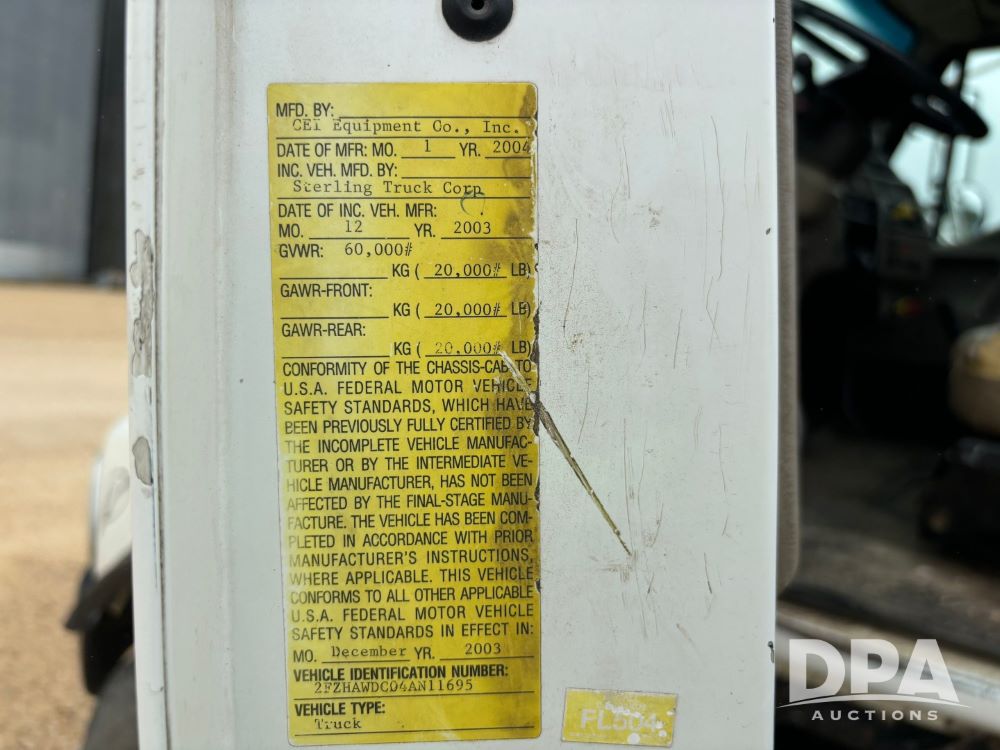 MFD. BY:
CEI Equipment Co., Inc.
DATE OF MFR: MO. 1 YR. 2004
INC. VEH. MFD. BY:
Sterling Truck Corp
DATE OF INC. VEH. MFR:
MO. 12 YR. 2003
GVWR: 60,000#
KG ( 20,000# LB)
GAWR-FRONT:
KG ( 20,000# LB)
GAWR-REAR:
KG ( 20,000# LB)
CONFORMITY OF THE CHASSIS-CAB TO
U.S.A. FEDERAL MOTOR VEHICLE
SAFETY STANDARDS, WHICH HAVE
BEEN PREVIOUSLY FULLY CERTIFIED BY
THE INCOMPLETE VEHICLE MANUFAC-
TURER OR BY THE INTERMEDIATE VE-
HICLE MANUFACTURER, HAS NOT BEEN
AFFECTED BY THE FINAL-STAGE MANU-
FACTURE. THE VEHICLE HAS BEEN COM-
PLETED IN ACCORDANCE WITH PRIOR
MANUFACTURER'S INSTRUCTIONS,
WHERE APPLICABLE. THIS VEHICLE
CONFORMS TO ALL OTHER APPLICABLE
U.S.A. FEDERAL MOTOR VEHICLE
SAFETY STANDARDS IN EFFECT IN:
MO. December YR. 2003
VEHICLE IDENTIFICATION NUMBER:
2FZHAWDC04AN11695
VEHICLE TYPE:
Truck
FL504
DPA
AUCTIONS